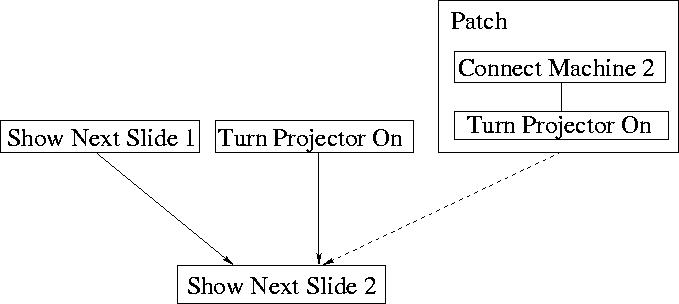 Patch
Connect Machine 2
Turn Projector On
Show Next Slide 1
Turn Projector On
Show Next Slide 2